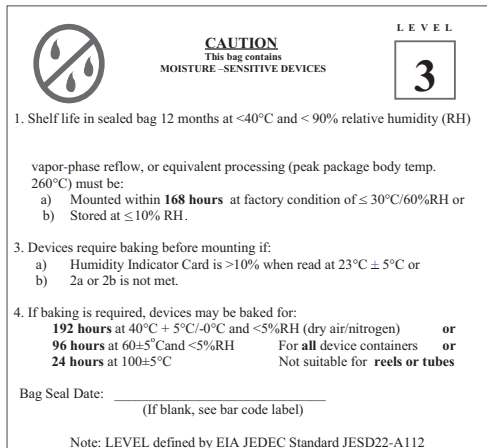 LEVEL
CAUTION
This bag contains
MOISTURE –SENSITIVE DEVICES
3
1. Shelf life in sealed bag 12 months at <40°C and < 90% relative humidity (RH)
vapor-phase reflow, or equivalent processing (peak package body temp.
260°C) must be:
a) Mounted within 168 hours at factory condition of ≤ 30°C/60%RH or
b) Stored at ≤10% RH.
3. Devices require baking before mounting if:
a) Humidity Indicator Card is >10% when read at 23°C ± 5°C or
b) 2a or 2b is not met.
4. If baking is required, devices may be baked for:
192 hours at 40°C + 5°C/-0°C and <5%RH (dry air/nitrogen) or
96 hours at 60±5°Cand <5%RH For all device containers or
24 hours at 100±5°C Not suitable for reels or tubes
Bag Seal Date: ______________________________
(If blank, see bar code label)
Note: LEVEL defined by EIA JEDEC Standard JESD22-A112